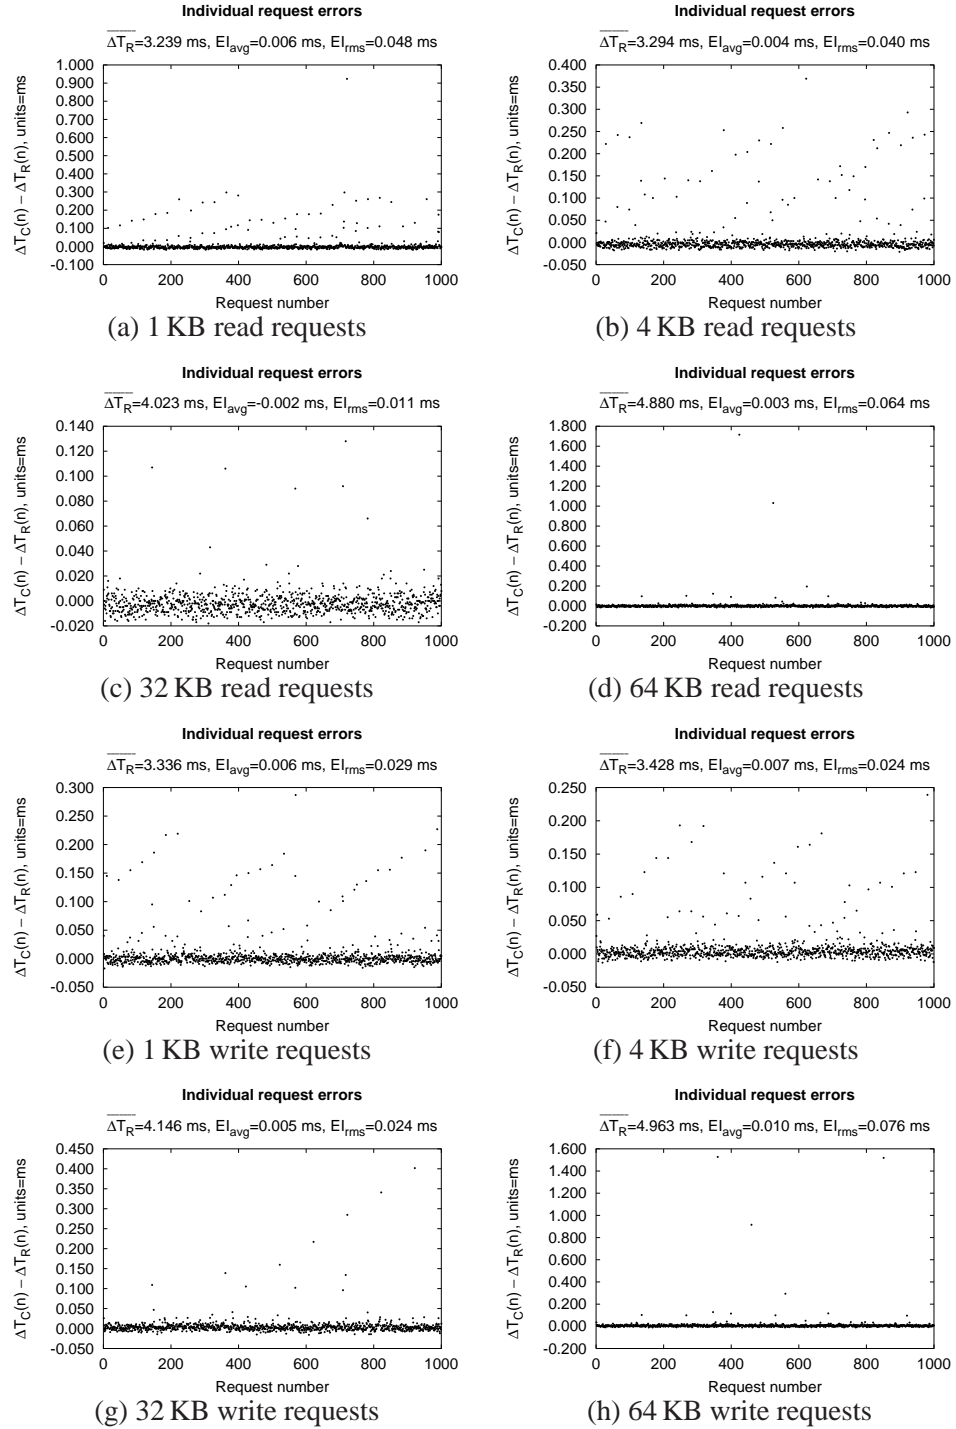 Individual request errors
ΔT_R=3.239 ms, EI_avg=0.006 ms, EI_rms=0.048 ms
ΔT_C(n) − ΔT_R(n), units=ms
1.000
0.900
0.800
0.700
0.600
0.500
0.400
0.300
0.200
0.100
0.000
-0.100
0 200 400 600 800 1000
Request number
(a) 1 KB read requests
Individual request errors
ΔT_R=3.294 ms, EI_avg=0.004 ms, EI_rms=0.040 ms
ΔT_C(n) − ΔT_R(n), units=ms
0.400
0.350
0.300
0.250
0.200
0.150
0.100
0.050
0.000
-0.050
0 200 400 600 800 1000
Request number
(b) 4 KB read requests
Individual request errors
ΔT_R=4.023 ms, EI_avg=-0.002 ms, EI_rms=0.011 ms
ΔT_C(n) − ΔT_R(n), units=ms
0.140
0.120
0.100
0.080
0.060
0.040
0.020
0.000
-0.020
0 200 400 600 800 1000
Request number
(c) 32 KB read requests
Individual request errors
ΔT_R=4.880 ms, EI_avg=0.003 ms, EI_rms=0.064 ms
ΔT_C(n) − ΔT_R(n), units=ms
1.800
1.600
1.400
1.200
1.000
0.800
0.600
0.400
0.200
0.000
-0.200
0 200 400 600 800 1000
Request number
(d) 64 KB read requests
Individual request errors
ΔT_R=3.336 ms, EI_avg=0.006 ms, EI_rms=0.029 ms
ΔT_C(n) − ΔT_R(n), units=ms
0.300
0.250
0.200
0.150
0.100
0.050
0.000
-0.050
0 200 400 600 800 1000
Request number
(e) 1 KB write requests
Individual request errors
ΔT_R=3.428 ms, EI_avg=0.007 ms, EI_rms=0.024 ms
ΔT_C(n) − ΔT_R(n), units=ms
0.250
0.200
0.150
0.100
0.050
0.000
-0.050
0 200 400 600 800 1000
Request number
(f) 4 KB write requests
Individual request errors
ΔT_R=4.146 ms, EI_avg=0.005 ms, EI_rms=0.024 ms
ΔT_C(n) − ΔT_R(n), units=ms
0.450
0.400
0.350
0.300
0.250
0.200
0.150
0.100
0.050
0.000
-0.050
0 200 400 600 800 1000
Request number
(g) 32 KB write requests
Individual request errors
ΔT_R=4.963 ms, EI_avg=0.010 ms, EI_rms=0.076 ms
ΔT_C(n) − ΔT_R(n), units=ms
1.600
1.400
1.200
1.000
0.800
0.600
0.400
0.200
0.000
-0.200
0 200 400 600 800 1000
Request number
(h) 64 KB write requests